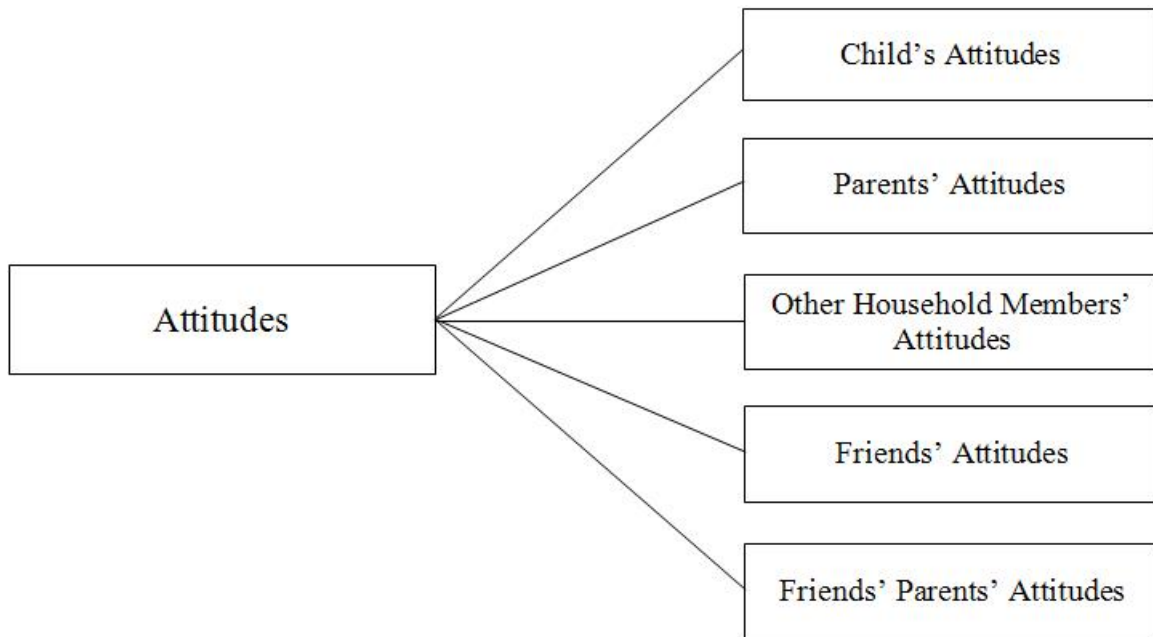 Child’s Attitudes
Parents’ Attitudes
Attitudes
Other Household Members’
Attitudes
Friends’ Attitudes
Friends’ Parents’ Attitudes